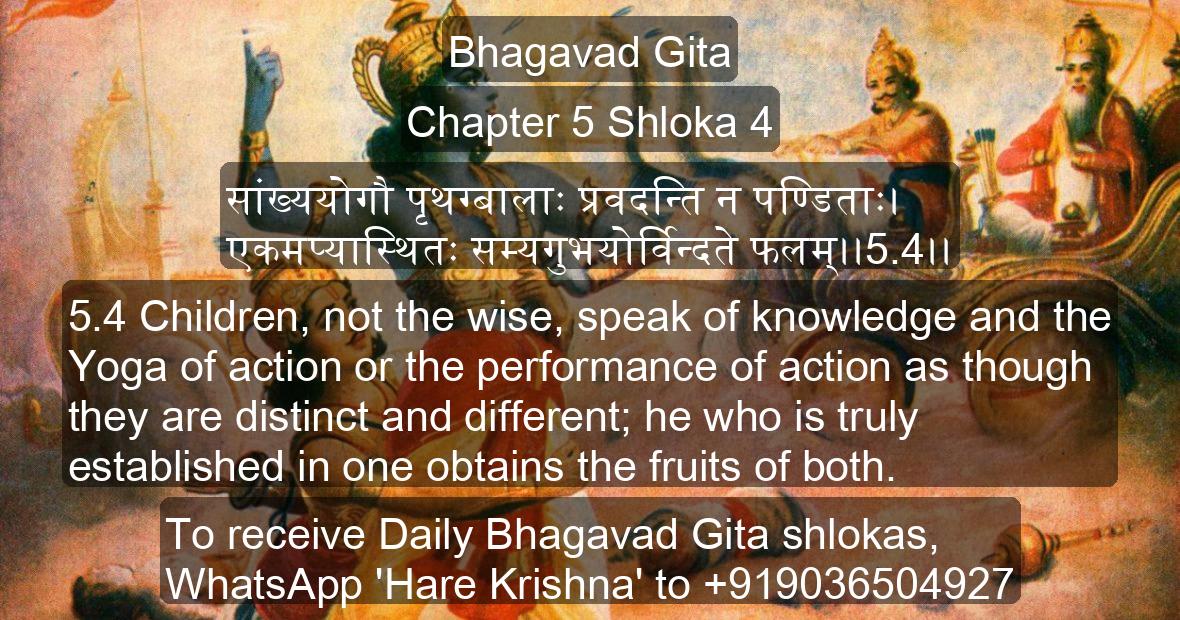 Bhagavad Gita
Chapter 5 Shloka 4
सांख्ययोगौ पृथग्बालाः प्रवदन्ति न पण्डिताः।
एकमप्यास्थितः सम्यगुभयोर्विन्दते फलम्।।5.4।।
5.4 Children, not the wise, speak of knowledge and the
Yoga of action or the performance of action as though
they are distinct and different; he who is truly
established in one obtains the fruits of both.
To receive Daily Bhagavad Gita shlokas,
WhatsApp 'Hare Krishna' to +919036504927